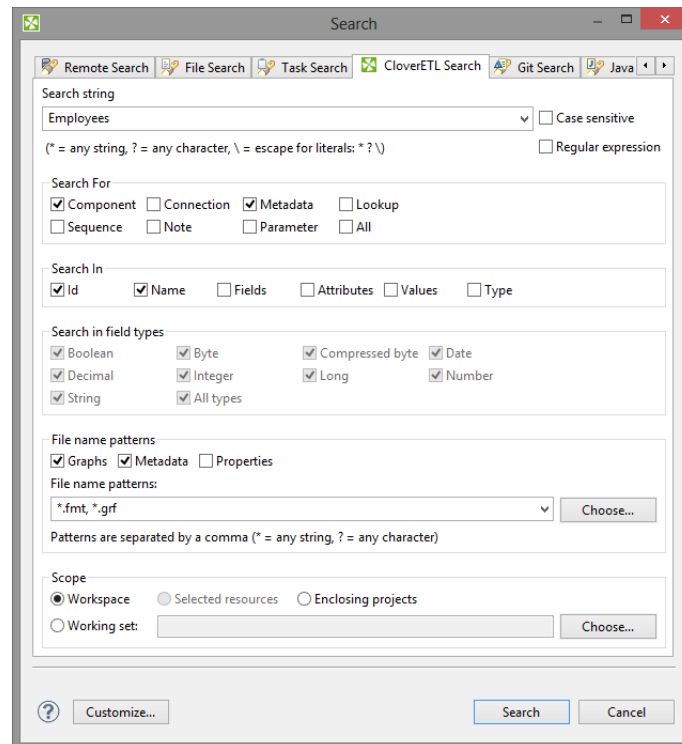 Search
Remote Search File Search Task Search CloverETL Search Git Search Java
Search string
Employees Case sensitive
(* = any string, ? = any character, \ = escape for literals: * ? \) Regular expression
Search For
Component Connection Metadata Lookup
Sequence Note Parameter All
Search In
Id Name Fields Attributes Values Type
Search in field types
Boolean Byte Compressed byte Date
Decimal Integer Long Number
String All types
File name patterns
Graphs Metadata Properties
File name patterns:
*.fmt, *.grf Choose...
Patterns are separated by a comma (* = any string, ? = any character)
Scope
Workspace Selected resources Enclosing projects
Working set: Choose...
? Customize... Search Cancel